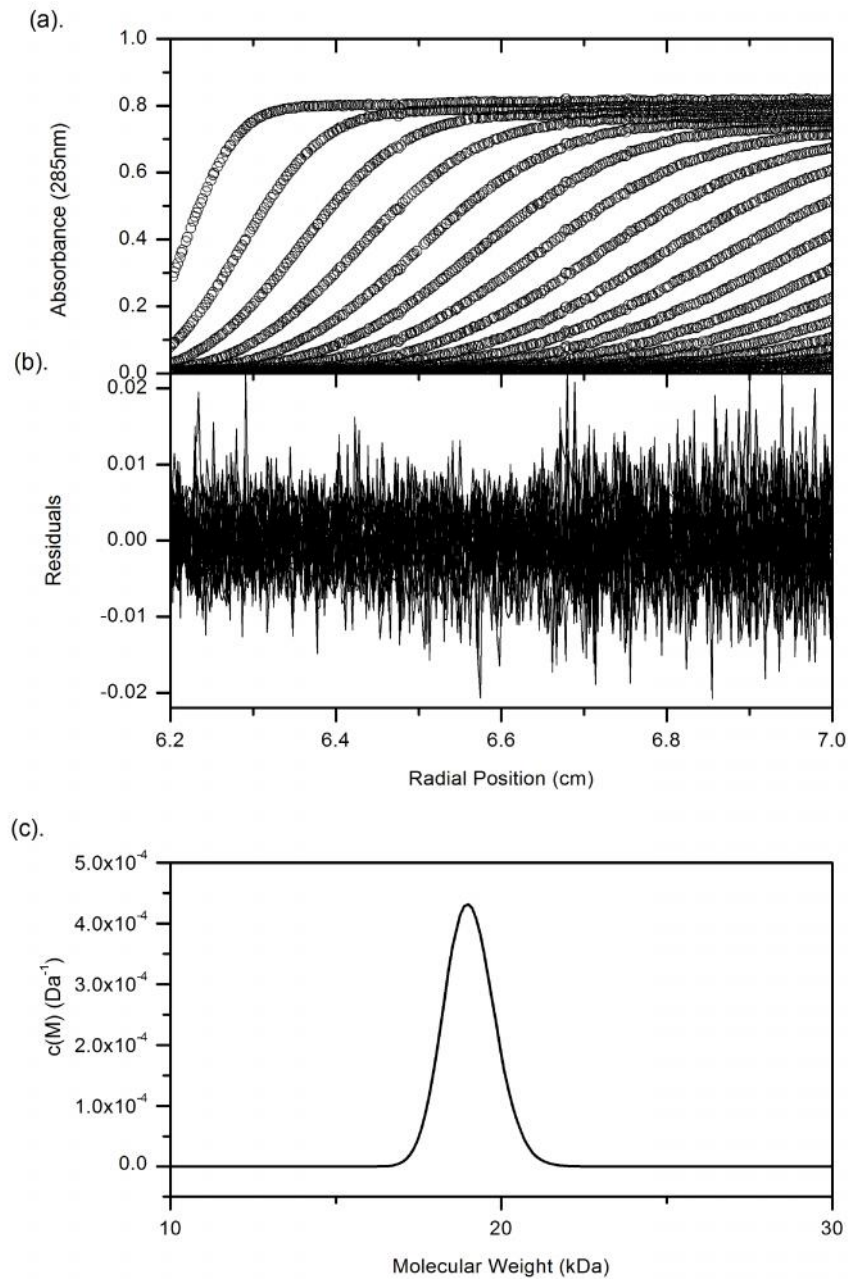 (a).
1.0
0.8
0.6
0.4
0.2
0.0
Absorbance (285nm)
(b).
0.02
0.01
0.00
-0.01
-0.02
Residuals
6.2 6.4 6.6 6.8 7.0
Radial Position (cm)
(c).
5.0x10⁻⁴
4.0x10⁻⁴
3.0x10⁻⁴
2.0x10⁻⁴
1.0x10⁻⁴
0.0
c(M) (Da⁻¹)
10 20 30
Molecular Weight (kDa)